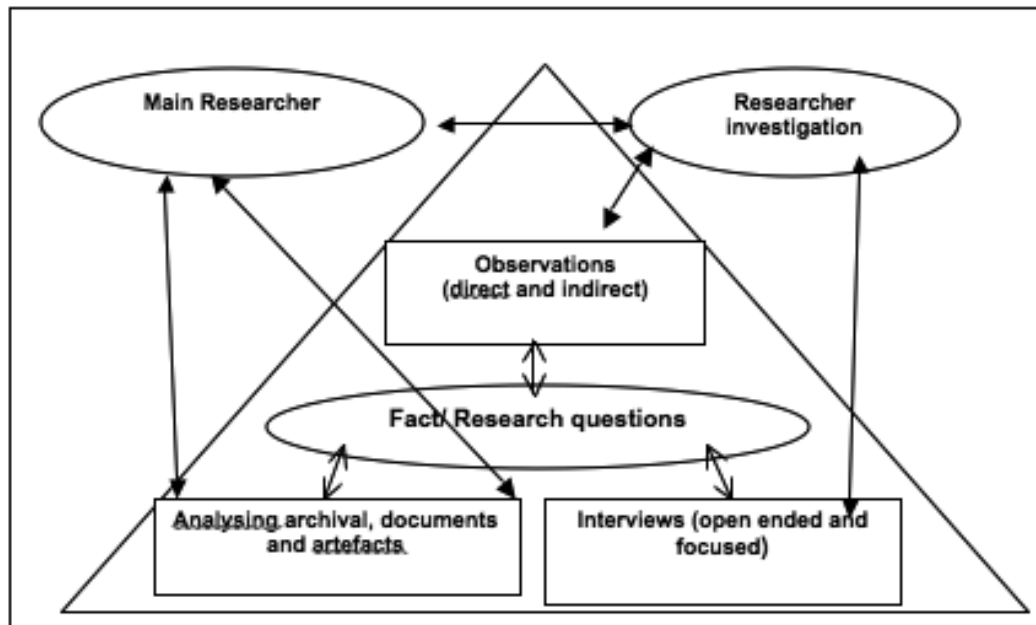 Main Researcher
Researcher
investigation
Observations
(direct and indirect)
Fact/ Research questions
Analysing archival, documents
and artefacts
Interviews (open ended and
focused)